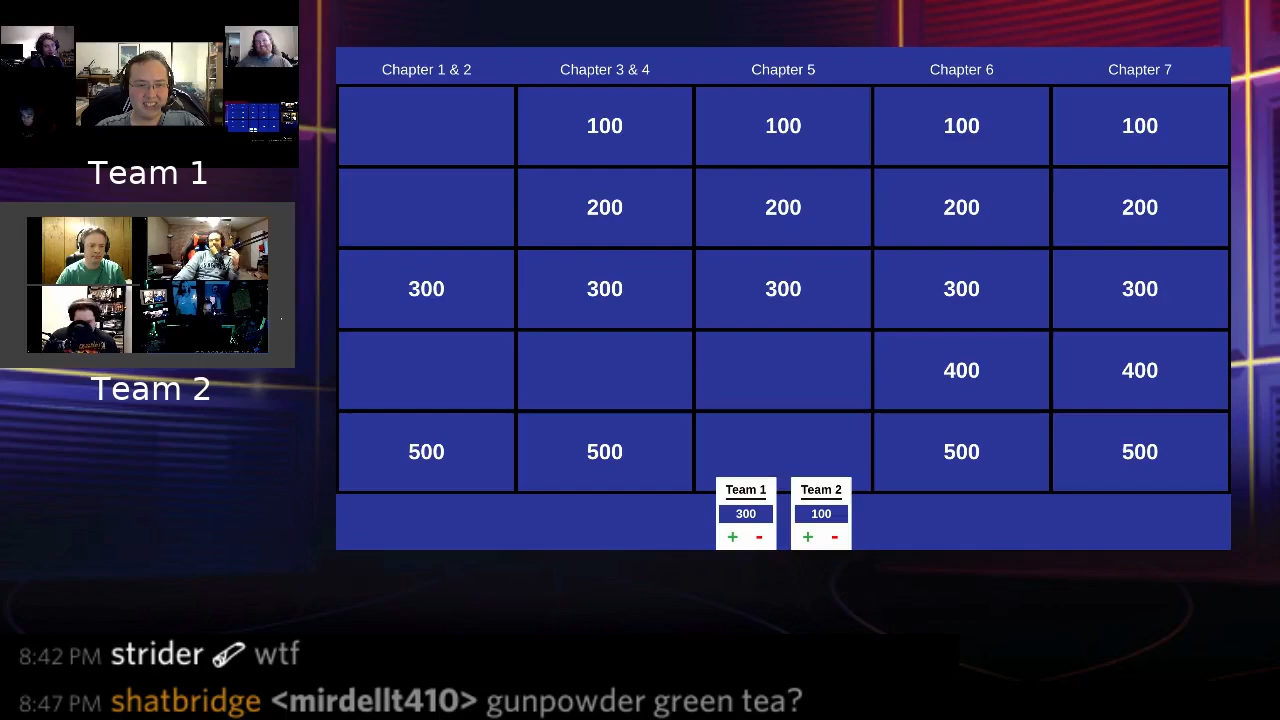 Team 1
Team 2
Chapter 1 & 2 Chapter 3 & 4 Chapter 5 Chapter 6 Chapter 7
100 100 100 100
200 200 200 200
300 300 300 300 300
400 400
500 500 500 500
Team 1 Team 2
300 100
+ - + -
8:42 PM strider wtf
8:47 PM shatbridge <mirdellt410> gunpowder green tea?